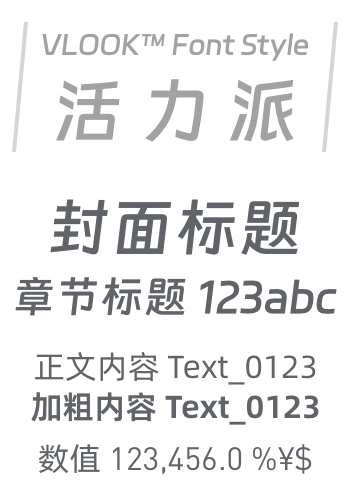 VLOOK™ Font Style
活力派
封面标题
章节标题 123abc
正文内容 Text_0123
加粗内容 Text_0123
数值 123,456.0 %¥$